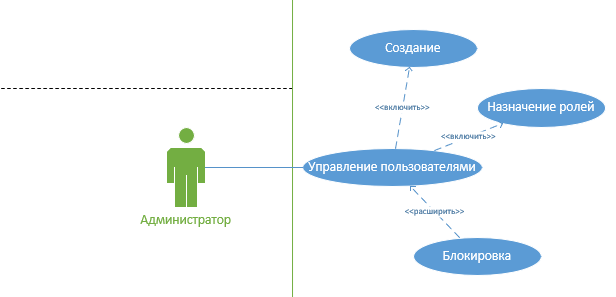 Создание
<<включить>>
Назначение ролей
<<включить>>
Управление пользователями
<<расширить>>
Администратор
Блокировка